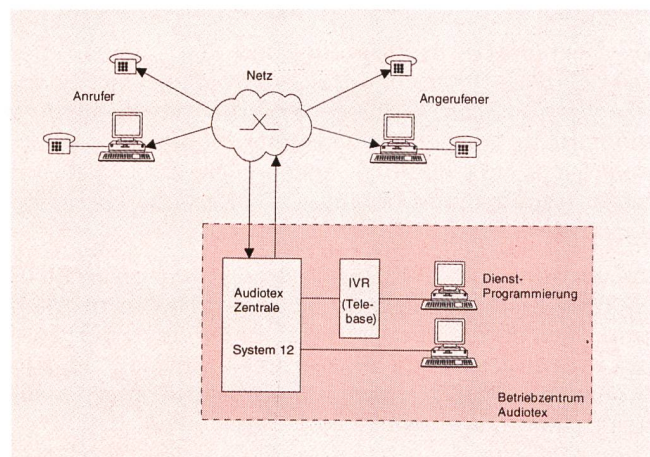 Netz
Anrufer
Angerufener
Audiotex
Zentrale
System 12
IVR
(Tele-
base)
Dienst-
Programmierung
Betriebzentrum
Audiotex